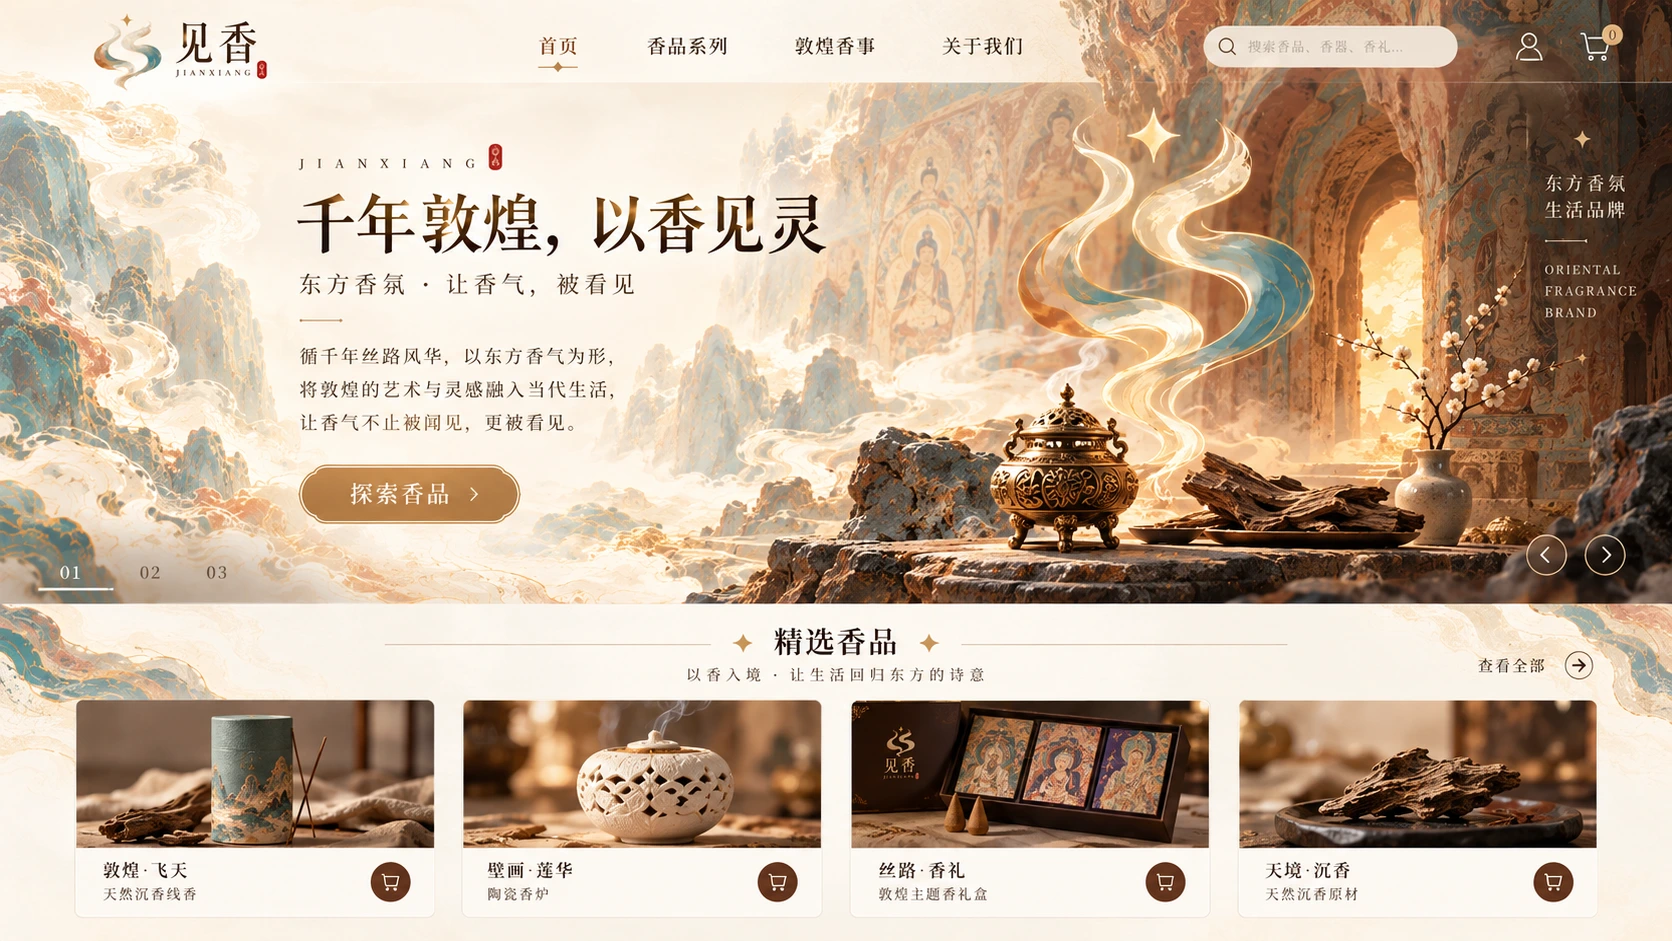 见香
JIANXIANG
首页
香品系列
敦煌香事
关于我们
搜索香品、香器、香礼...
0
JIANXIANG
千年敦煌，以香见灵
东方香氛 · 让香气，被看见
循千年丝路风华，以东方香气为形，
将敦煌的艺术与灵感融入当代生活，
让香气不止被闻见，更被看见。
探索香品
01
02
03
东方香氛
生活品牌
ORIENTAL
FRAGRANCE
BRAND
精选香品
以香入境 · 让生活回归东方的诗意
查看全部
见香
JIANXIANG
敦煌·飞天
天然沉香线香
壁画·莲华
陶瓷香炉
丝路·香礼
敦煌主题香礼盒
天境·沉香
天然沉香原材